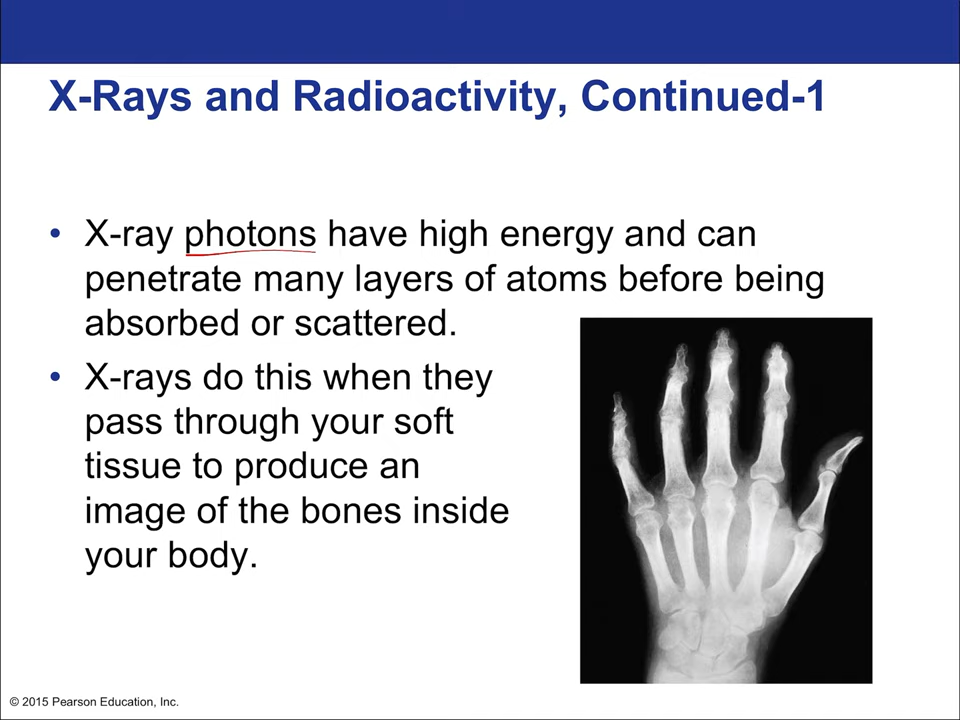 X-Rays and Radioactivity, Continued-1
• X-ray photons have high energy and can
penetrate many layers of atoms before being
absorbed or scattered.
• X-rays do this when they
pass through your soft
tissue to produce an
image of the bones inside
your body.
© 2015 Pearson Education, Inc.